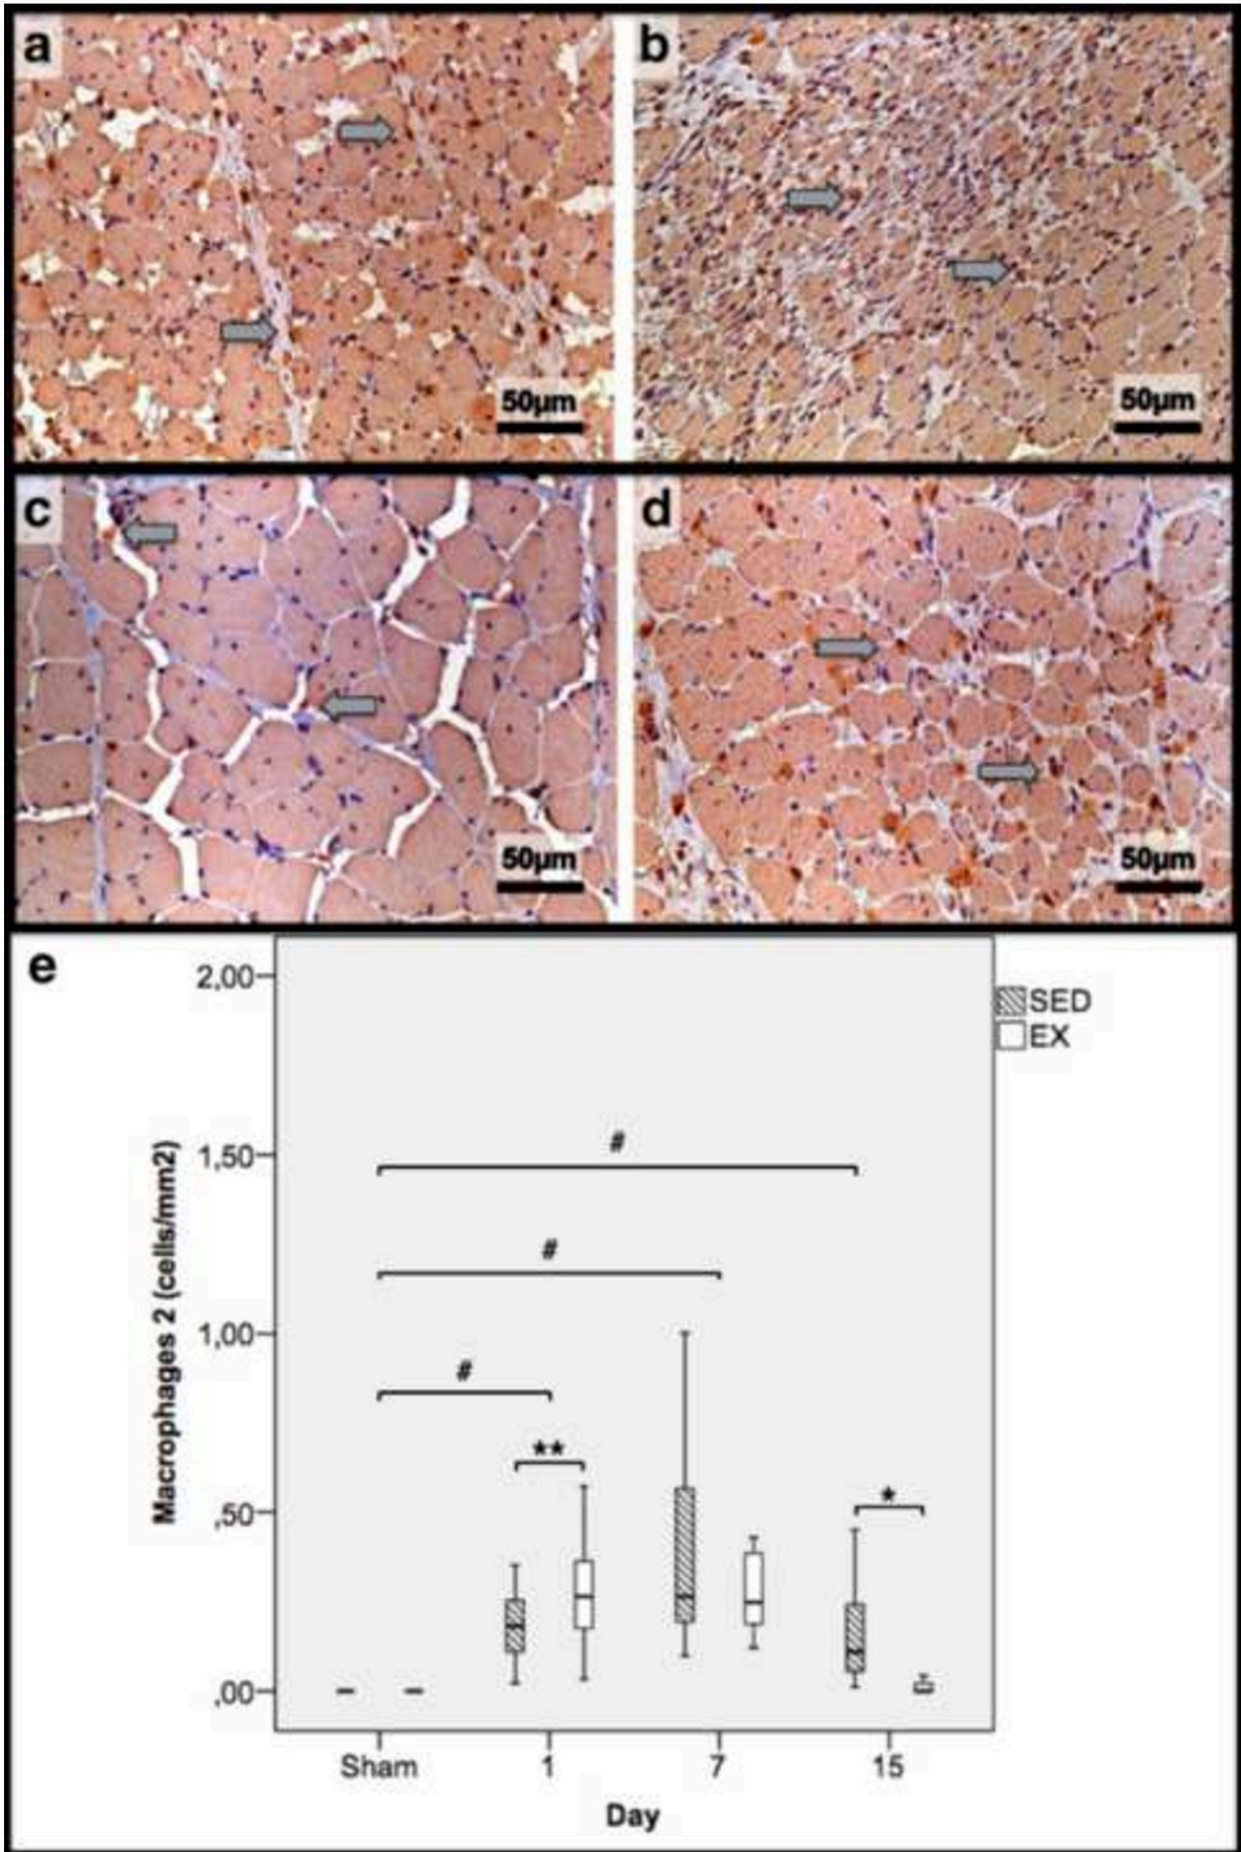 a
b
50µm
50µm
c
d
50µm
50µm
e
2,00
SED
EX
1,50
#
#
1,00
#
**
,50
*
,00
Macrophages 2 (cells/mm2)
Sham 1 7 15
Day